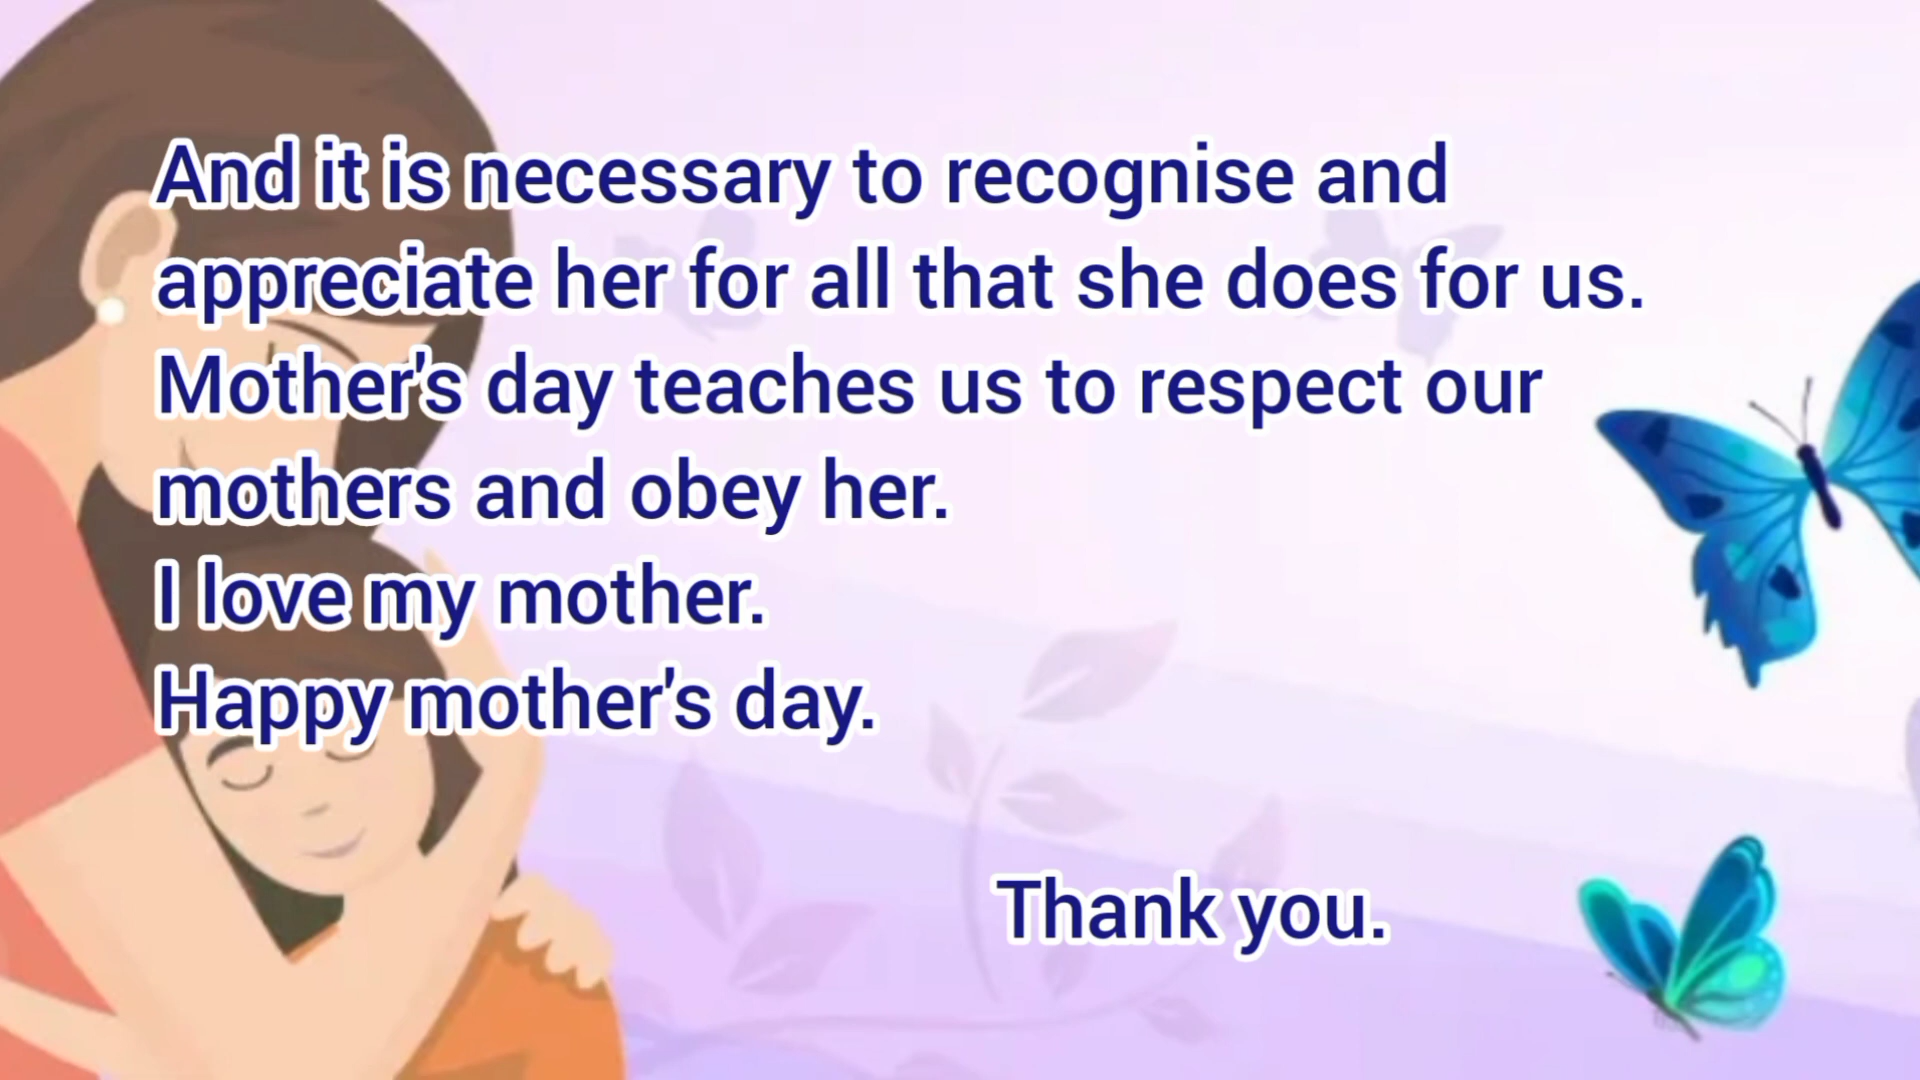 And it is necessary to recognise and
appreciate her for all that she does for us.
Mother's day teaches us to respect our
mothers and obey her.
I love my mother.
Happy mother's day.
Thank you.